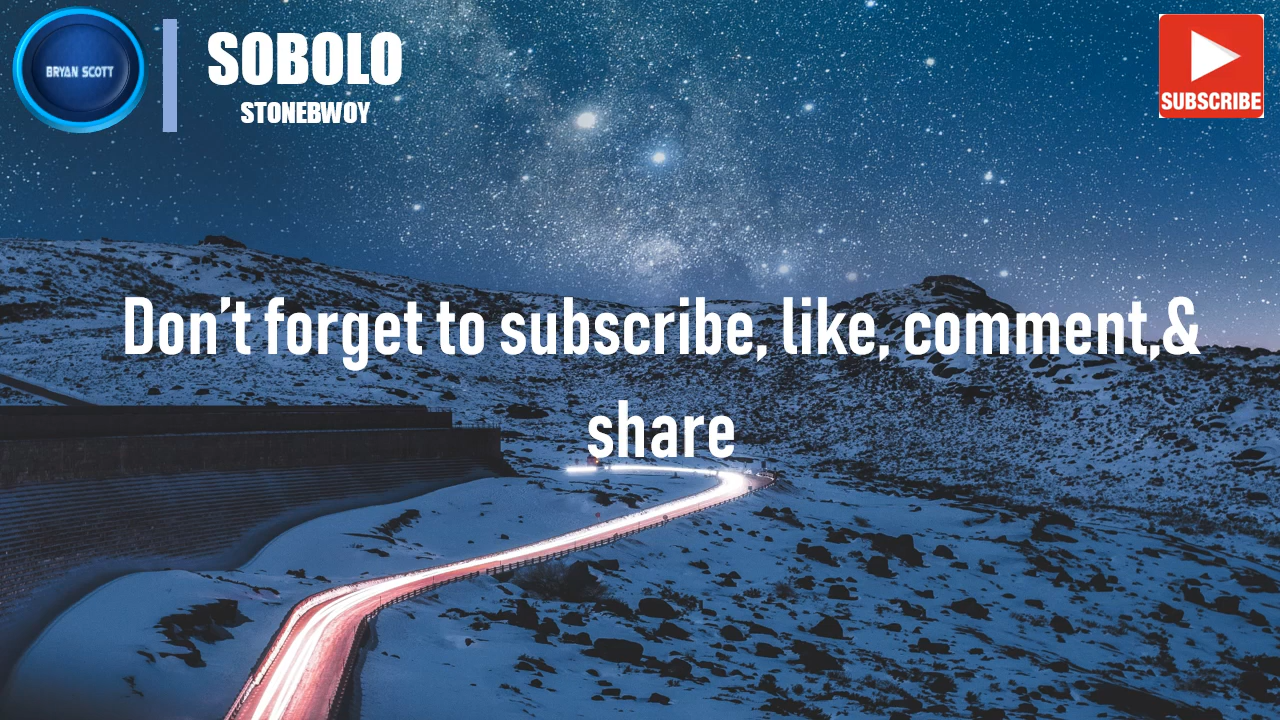 BRYAN SCOTT
SOBOLO
STONEBWOY
SUBSCRIBE
Don't forget to subscribe, like, comment,&
share